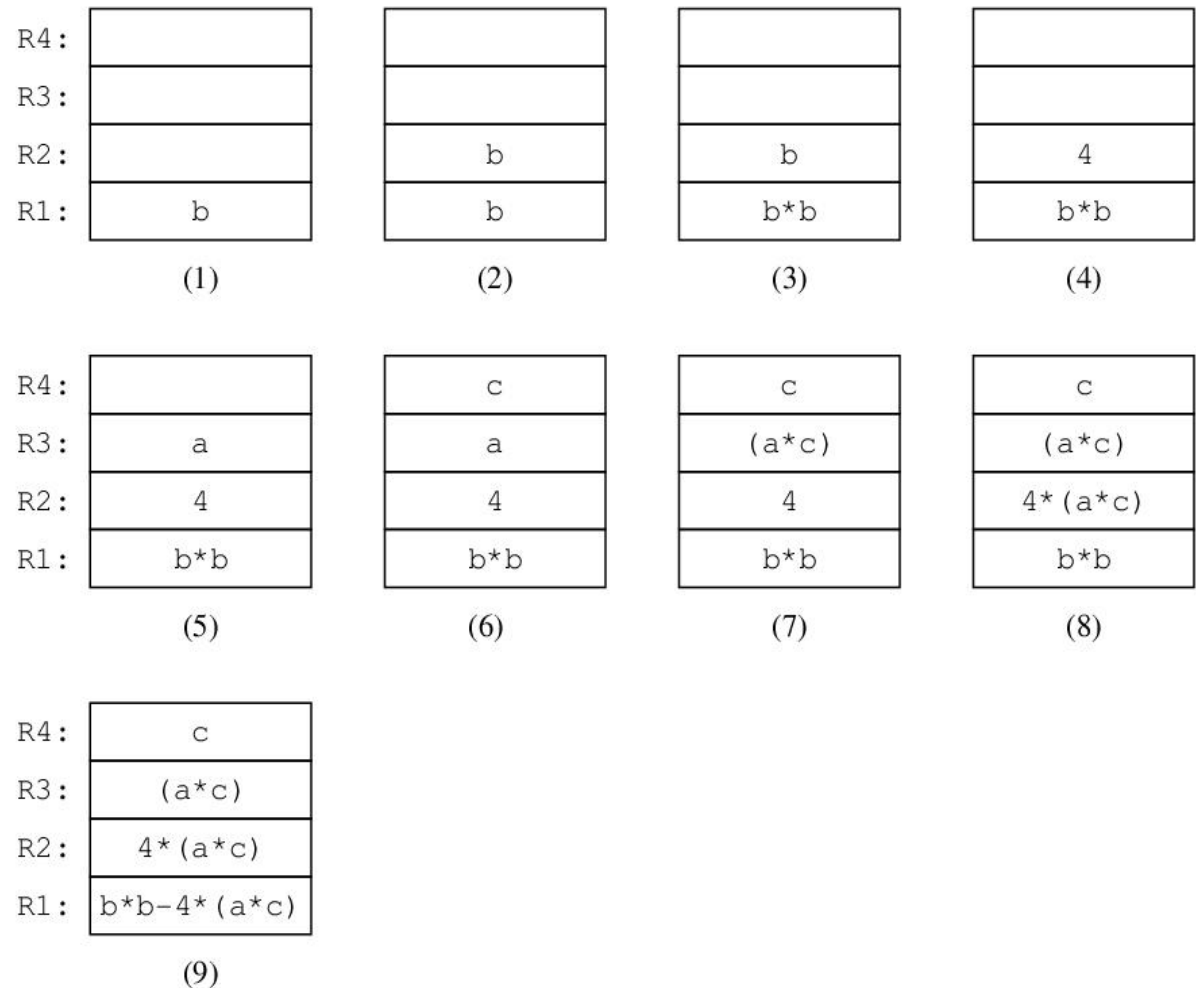 R4:
R3:
R2: b b 4
R1: b b b*b b*b
(1) (2) (3) (4)
R4: c c c
R3: a a (a*c) (a*c)
R2: 4 4 4 4*(a*c)
R1: b*b b*b b*b b*b
(5) (6) (7) (8)
R4: c
R3: (a*c)
R2: 4*(a*c)
R1: b*b-4*(a*c)
(9)